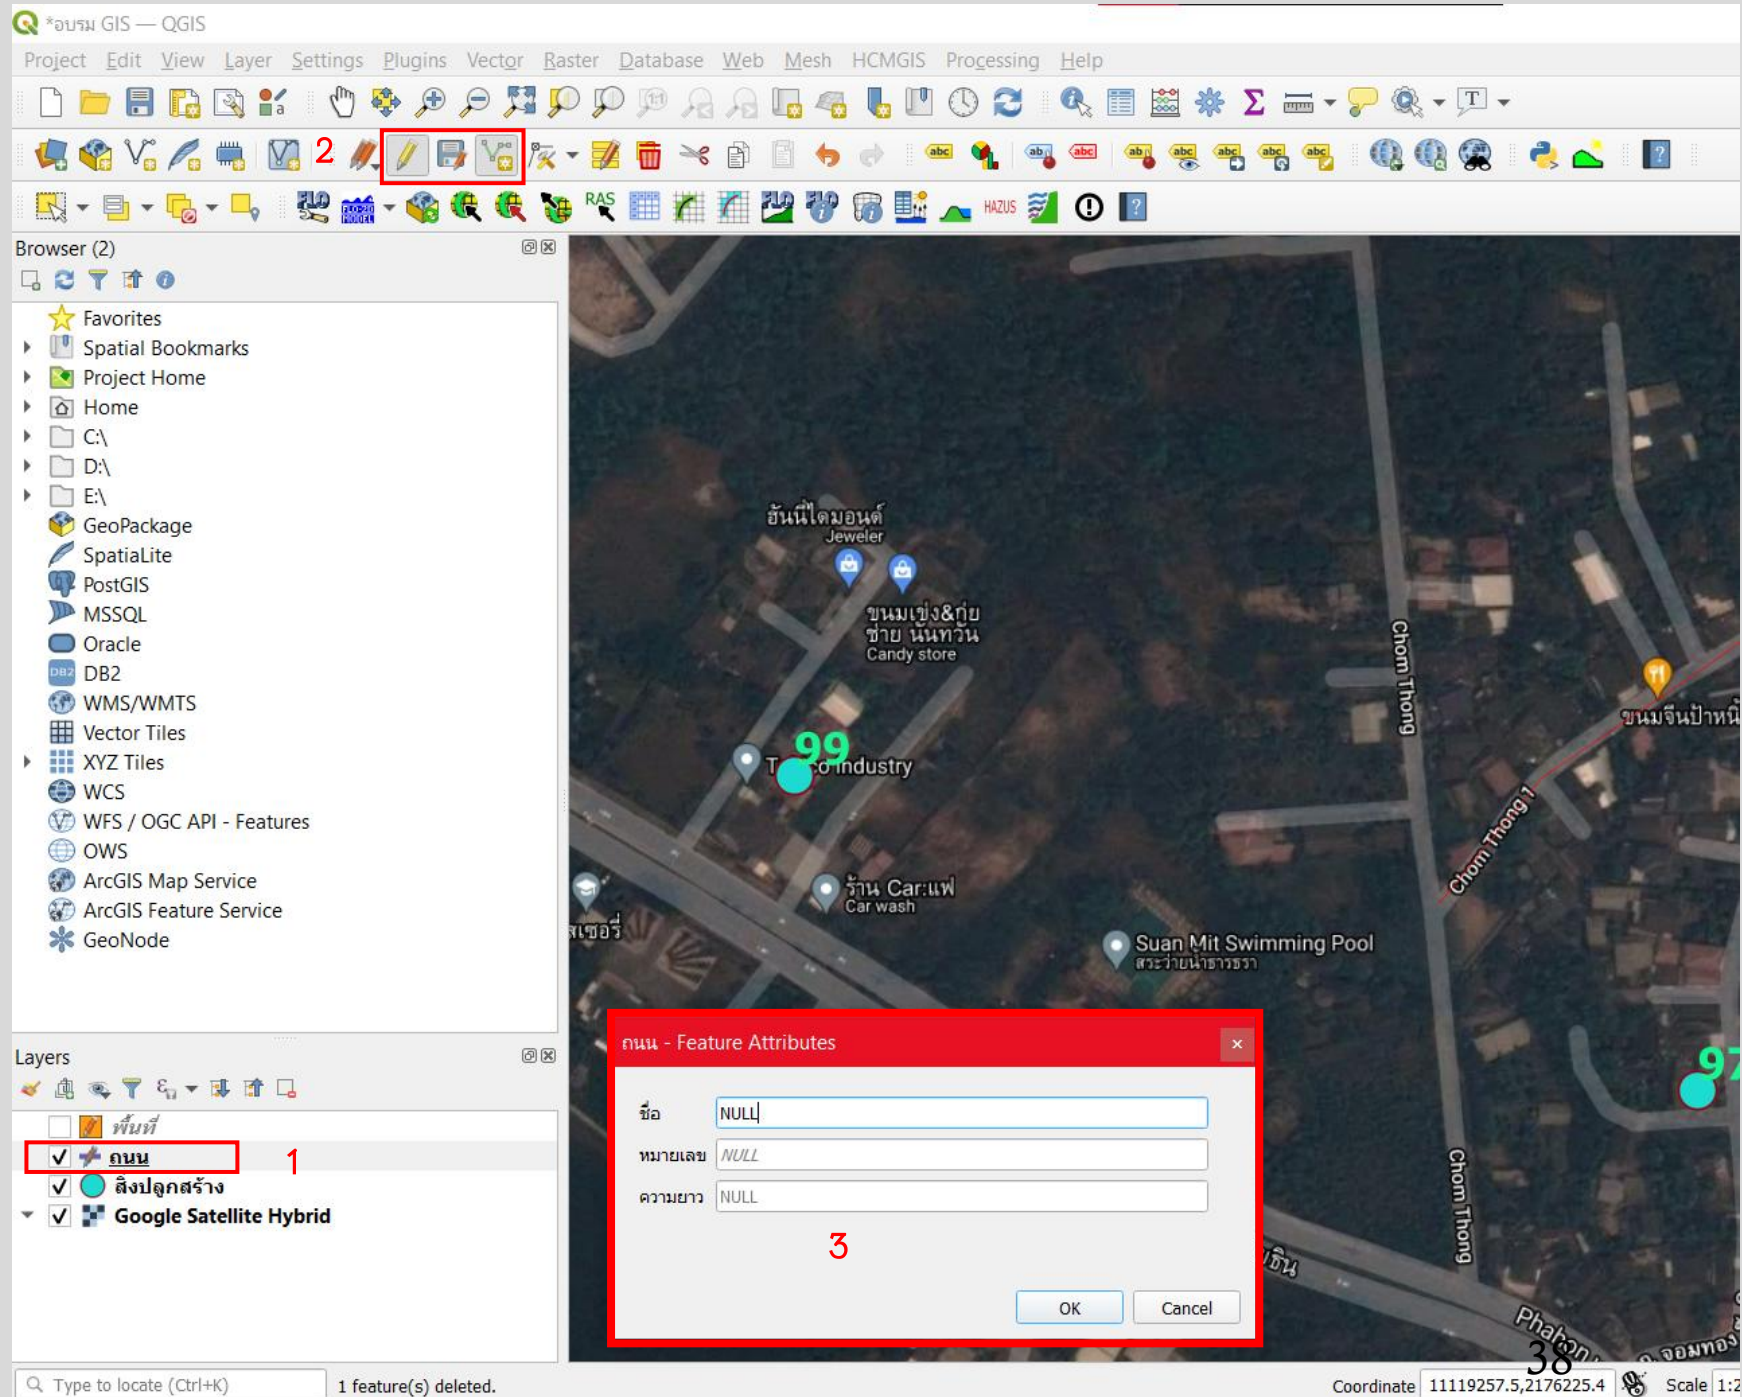 *อบรม GIS — QGIS
Project Edit View Layer Settings Plugins Vector Raster Database Web Mesh HCMGIS Processing Help
2
RAS
HAZUS
Browser (2)
Favorites
Spatial Bookmarks
Project Home
Home
C:\
D:\
E:\
GeoPackage
SpatiaLite
PostGIS
MSSQL
Oracle
DB2
WMS/WMTS
Vector Tiles
XYZ Tiles
WCS
WFS / OGC API - Features
OWS
ArcGIS Map Service
ArcGIS Feature Service
GeoNode
Layers
พื้นที่
ถนน
1
สิ่งปลูกสร้าง
Google Satellite Hybrid
ฮันนี่ไดมอนด์
Jeweler
ขนมเข่ง&กุ่ย
ช่าย นันทวัน
Candy store
99
Industry
ร้าน Car:แฟ
Car wash
Suan Mit Swimming Pool
สระว่ายน้ำธารธรา
Chom Thong
Chom Thong 1
Chom Thong
97
ถนน - Feature Attributes
ชื่อ NULL
หมายเลข NULL
ความยาว NULL
3
OK Cancel
38
Type to locate (Ctrl+K)
1 feature(s) deleted.
Coordinate 11119257.5,2176225.4
Scale